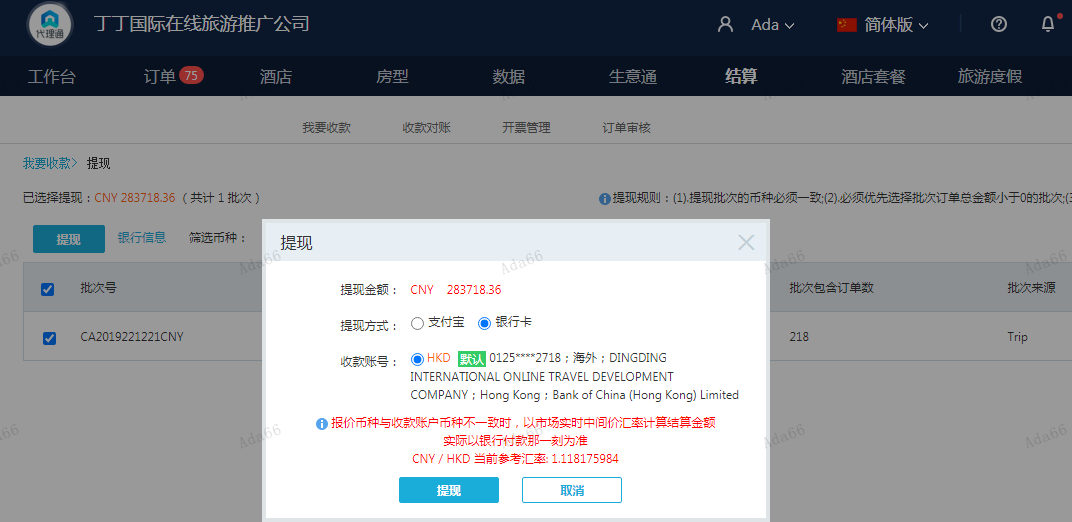 代理通
丁丁国际在线旅游推广公司
Ada
简体版
工作台 订单 75 酒店 房型 数据 生意通 结算 酒店套餐 旅游度假
我要收款 收款对账 开票管理 订单审核
我要收款> 提现
已选择提现：CNY 283718.36 （共计 1 批次）
提现规则：(1).提现批次的币种必须一致;(2).必须优先选择批次订单总金额小于0的批次;(3
提现 银行信息 筛选币种：
批次号 批次包含订单数 批次来源
CA2019221221CNY 218 Trip
提现
提现金额： CNY 283718.36
提现方式： 支付宝 银行卡
收款账号： HKD 默认 0125****2718；海外；DINGDING
INTERNATIONAL ONLINE TRAVEL DEVELOPMENT
COMPANY；Hong Kong；Bank of China (Hong Kong) Limited
报价币种与收款账户币种不一致时，以市场实时中间价汇率计算结算金额
实际以银行付款那一刻为准
CNY / HKD 当前参考汇率: 1.118175984
提现 取消
Ada66
Ada66
Ada66
Ada66
Ada66
Ada66